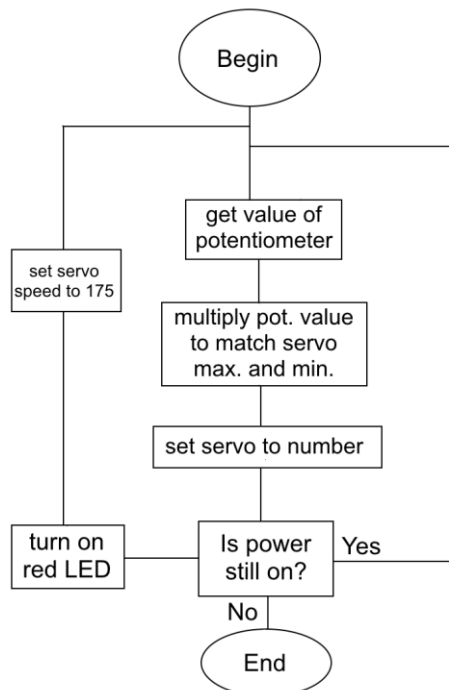 Begin
get value of
potentiometer
set servo
speed to 175
multiply pot. value
to match servo
max. and min.
set servo to number
turn on
red LED
Is power
still on?
Yes
No
End